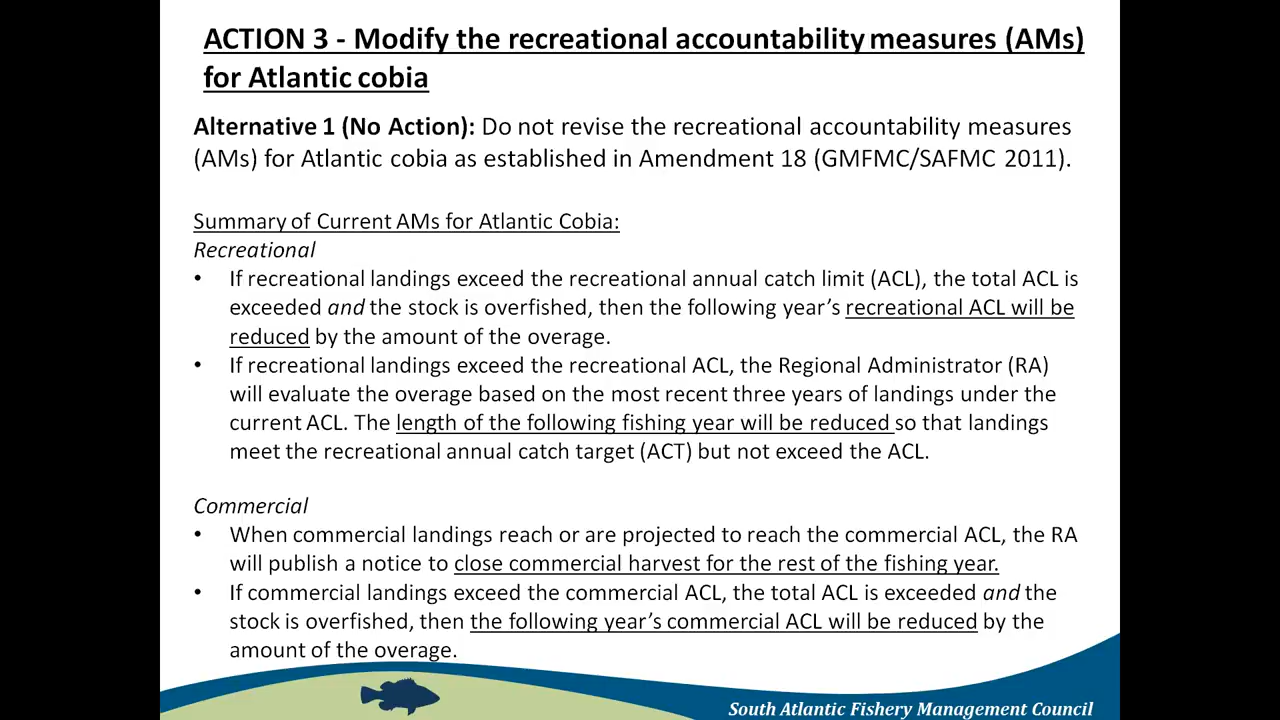 ACTION 3 - Modify the recreational accountability measures (AMs)
for Atlantic cobia
Alternative 1 (No Action): Do not revise the recreational accountability measures
(AMs) for Atlantic cobia as established in Amendment 18 (GMFMC/SAFMC 2011).
Summary of Current AMs for Atlantic Cobia:
Recreational
• If recreational landings exceed the recreational annual catch limit (ACL), the total ACL is
exceeded and the stock is overfished, then the following year's recreational ACL will be
reduced by the amount of the overage.
• If recreational landings exceed the recreational ACL, the Regional Administrator (RA)
will evaluate the overage based on the most recent three years of landings under the
current ACL. The length of the following fishing year will be reduced so that landings
meet the recreational annual catch target (ACT) but not exceed the ACL.
Commercial
• When commercial landings reach or are projected to reach the commercial ACL, the RA
will publish a notice to close commercial harvest for the rest of the fishing year.
• If commercial landings exceed the commercial ACL, the total ACL is exceeded and the
stock is overfished, then the following year's commercial ACL will be reduced by the
amount of the overage.
South Atlantic Fishery Management Council